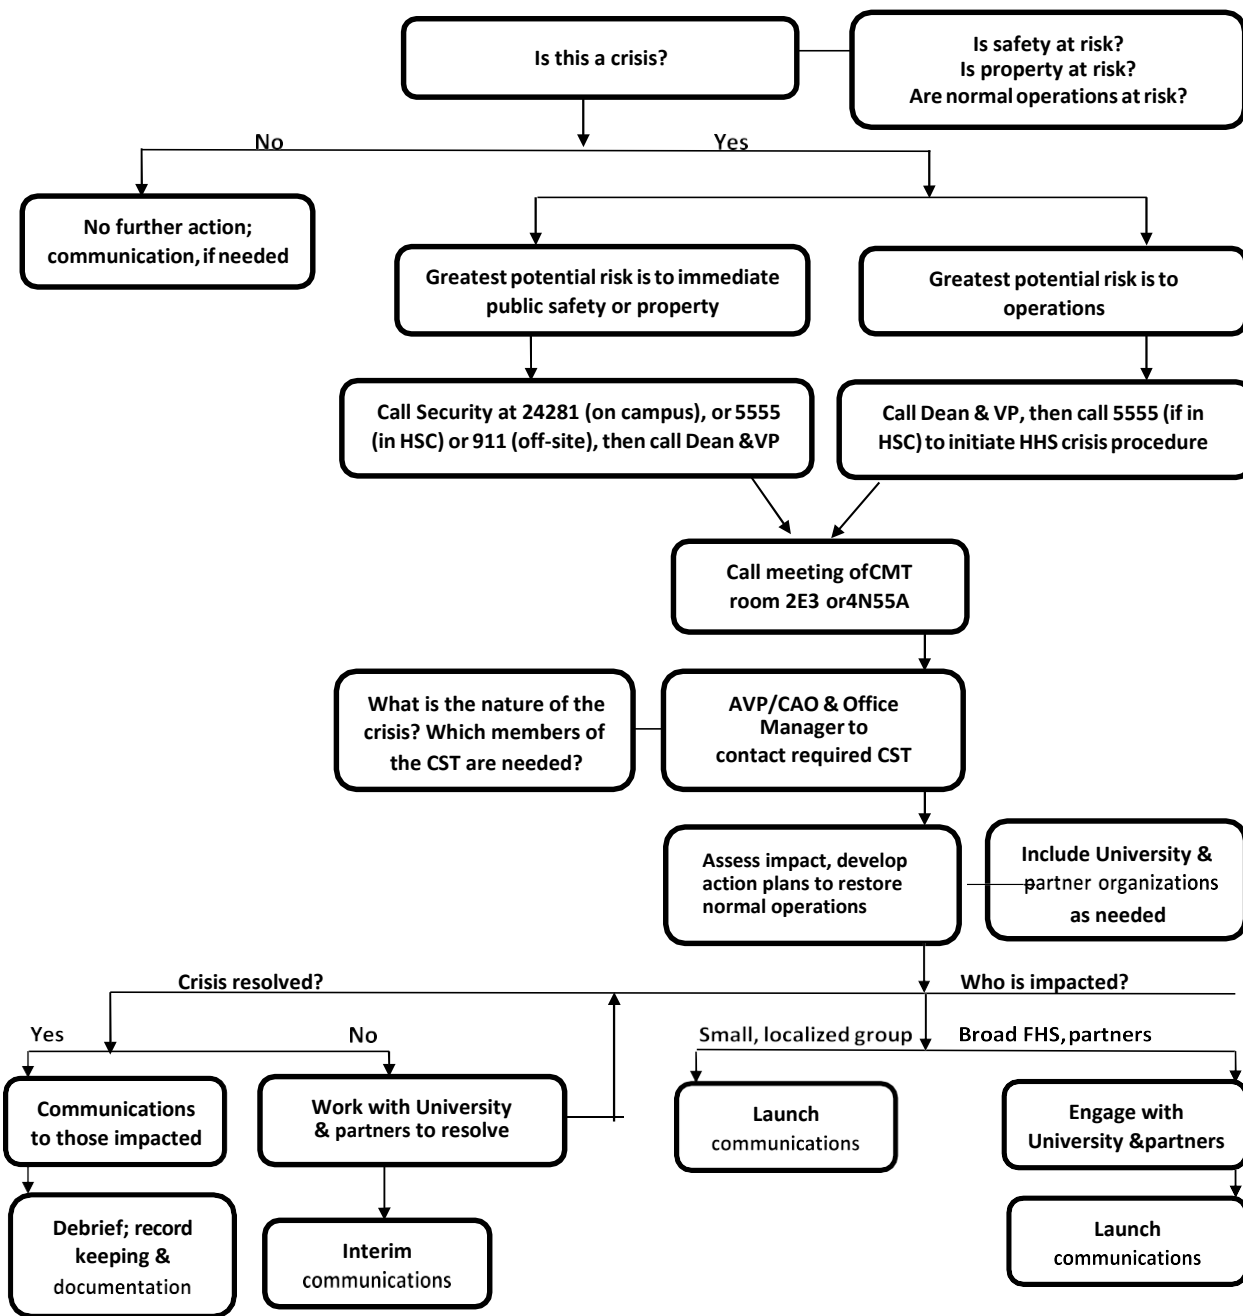 Is this a crisis?
Is safety at risk?
Is property at risk?
Are normal operations at risk?
No
Yes
No further action;
communication, if needed
Greatest potential risk is to immediate
public safety or property
Greatest potential risk is to
operations
Call Security at 24281 (on campus), or 5555
(in HSC) or 911 (off-site), then call Dean &VP
Call Dean & VP, then call 5555 (if in
HSC) to initiate HHS crisis procedure
Call meeting ofCMT
room 2E3 or4N55A
What is the nature of the
crisis? Which members of
the CST are needed?
AVP/CAO & Office
Manager to
contact required CST
Assess impact, develop
action plans to restore
normal operations
Include University &
partner organizations
as needed
Crisis resolved?
Who is impacted?
Yes
No
Small, localized group
Broad FHS, partners
Communications
to those impacted
Work with University
& partners to resolve
Launch
communications
Engage with
University &partners
Debrief; record
keeping &
documentation
Interim
communications
Launch
communications